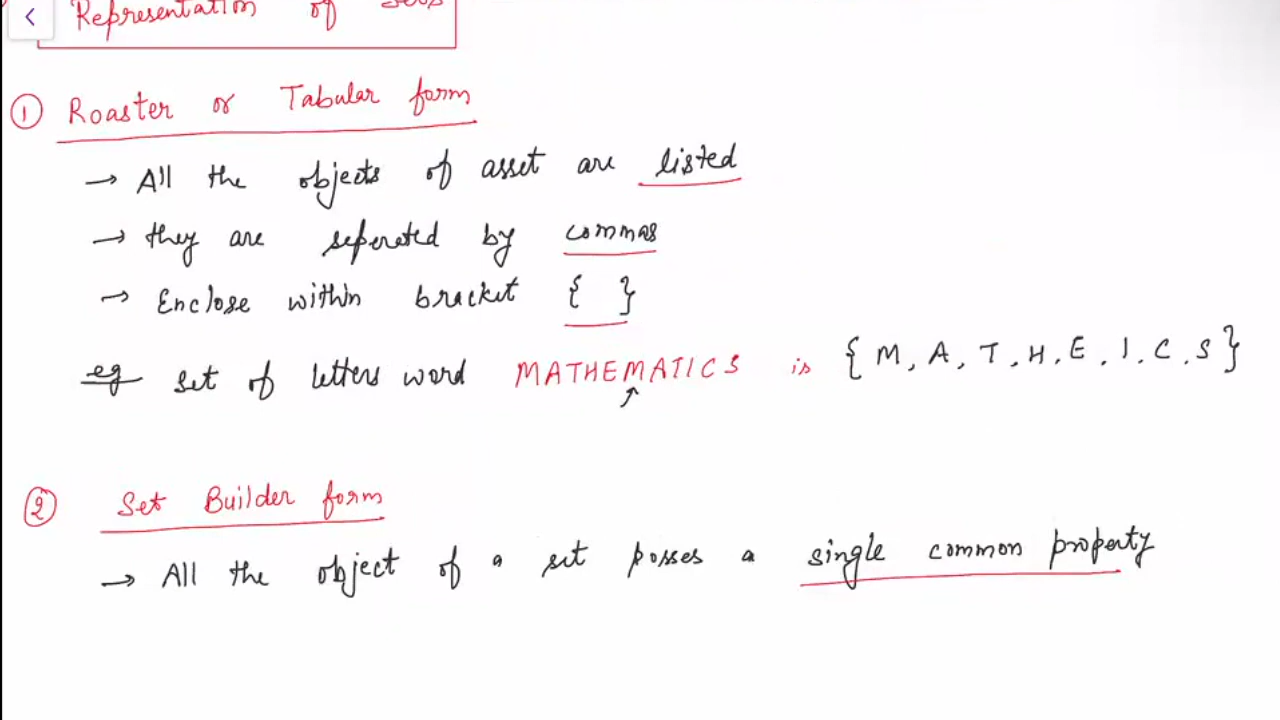 Representation of Sets
① Roaster or Tabular form
→ All the objects of asset are listed
→ they are seperated by commas
→ Enclose within bracket { }
eg set of letters word MATHEMATICS is { M, A, T, H, E, I, C, S }
② Set Builder form
→ All the object of a set posses a single common property